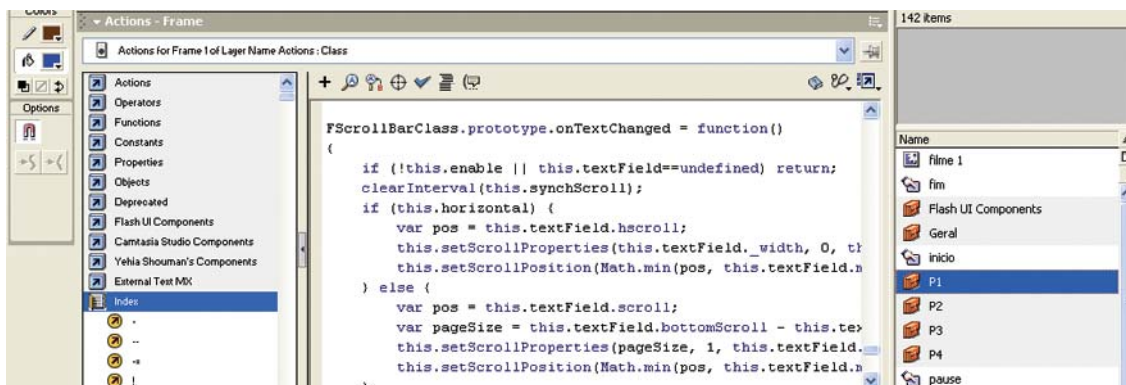 Colors
Options
Actions - Frame
Actions for Frame 1 of Layer Name Actions : Class
Actions
Operators
Functions
Constants
Properties
Objects
Deprecated
Flash UI Components
Camtasia Studio Components
Yehia Shouman's Components
External Text MX
Index
-
--
-=
!
FScrollBarClass.prototype.onTextChanged = function()
{
if (!this.enable || this.textField==undefined) return;
clearInterval(this.synchScroll);
if (this.horizontal) {
var pos = this.textField.hscroll;
this.setScrollProperties(this.textField._width, 0, th
this.setScrollPosition(Math.min(pos, this.textField.m
} else {
var pos = this.textField.scroll;
var pageSize = this.textField.bottomScroll - this.tex
this.setScrollProperties(pageSize, 1, this.textField.
this.setScrollPosition(Math.min(pos, this.textField.m
}
142 items
Name
filme 1
fim
Flash UI Components
Geral
inicio
P1
P2
P3
P4
pause